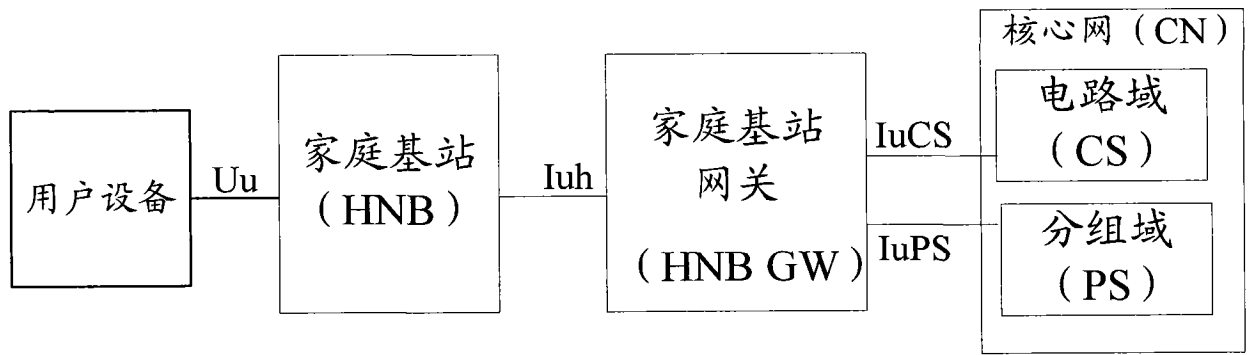 用户设备
Uu
家庭基站
（HNB）
Iuh
家庭基站
网关
（HNB GW）
IuCS
IuPS
核心网（CN）
电路域
（CS）
分组域
（PS）